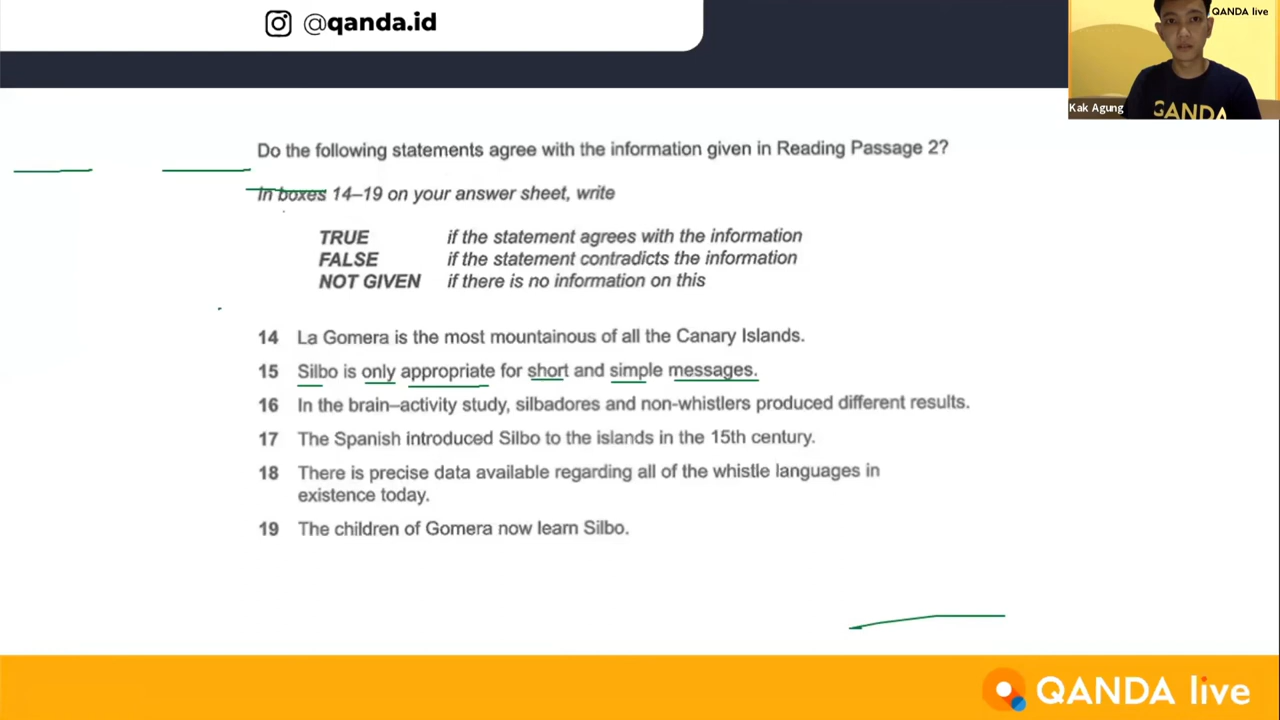 @qanda.id
QANDA live
Kak Agung
QANDA
Do the following statements agree with the information given in Reading Passage 2?
In boxes 14–19 on your answer sheet, write
TRUE if the statement agrees with the information
FALSE if the statement contradicts the information
NOT GIVEN if there is no information on this
14 La Gomera is the most mountainous of all the Canary Islands.
15 Silbo is only appropriate for short and simple messages.
16 In the brain–activity study, silbadores and non-whistlers produced different results.
17 The Spanish introduced Silbo to the islands in the 15th century.
18 There is precise data available regarding all of the whistle languages in
existence today.
19 The children of Gomera now learn Silbo.
QANDA live